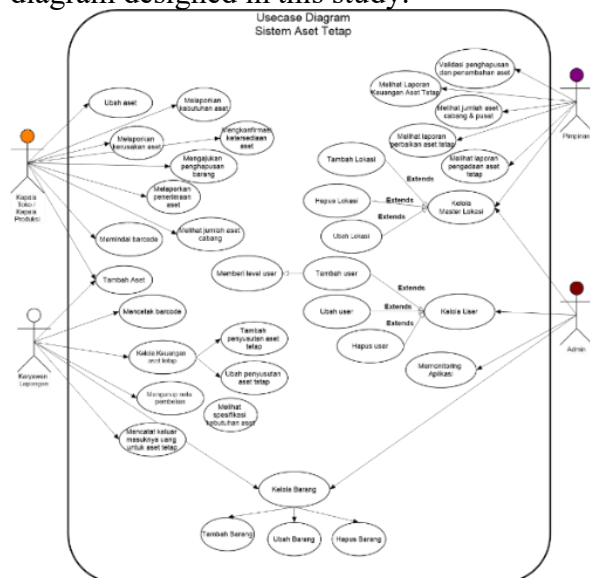 diagram designed in this study.
Usecase Diagram
Sistem Aset Tetap
Ubah aset
Melaporkan
kebutuhan aset
Melaporkan
kerusakan aset
Mengkonfirmasi
ketersediaan
aset
Mengajukan
penghapusan
barang
Melaporkan
penerimaan
aset
Memindai barcode
Melihat jumlah aset
cabang
Kepala
Toko /
Kepala
Produksi
Tambah Aset
Mencetak barcode
Kelola Keuangan
aset tetap
Tambah
penyusutan aset
tetap
Ubah penyusutan
aset tetap
pembelian
Melihat
spesifikasi
kebutuhan aset
Mencatat keluar
masuknya uang
untuk aset tetap
Karyawan
Lapangan
Validasi penghapusan
dan penambahan aset
Melihat Laporan
Keuangan Aset Tetap
Melihat jumlah aset
cabang & pusat
Melihat laporan
perbaikan aset tetap
Melihat laporan
pengadaan aset
tetap
Pimpinan
Tambah Lokasi
Extends
Hapus Lokasi
Extends
Kelola
Master Lokasi
Extends
Ubah Lokasi
Memberi level user
Tambah user
Extends
Ubah user
Extends
Kelola User
Extends
Hapus user
Memonitoring
Aplikasi
Admin
Kelola Barang
Tambah Barang
Ubah Barang
Hapus Barang